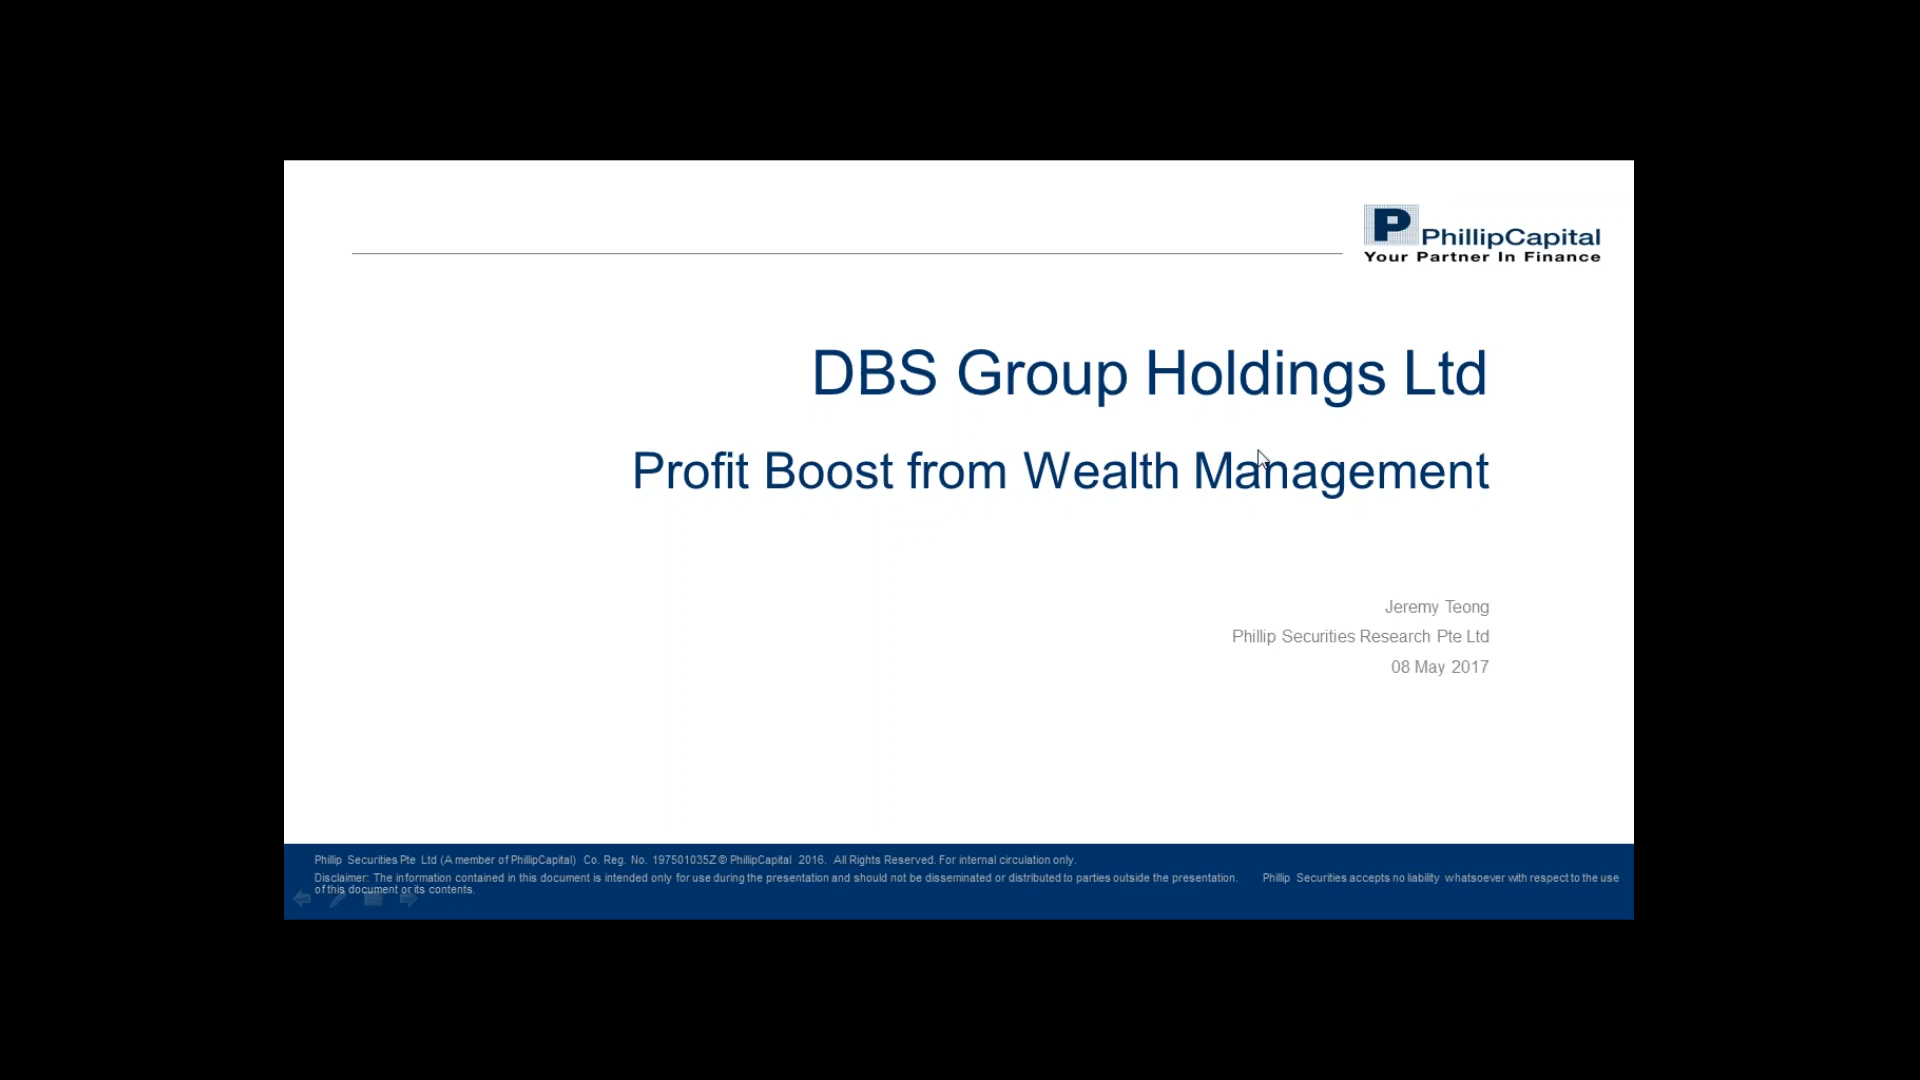 P PhillipCapital
Your Partner In Finance
DBS Group Holdings Ltd
Profit Boost from Wealth Management
Jeremy Teong
Phillip Securities Research Pte Ltd
08 May 2017
Phillip Securities Pte Ltd (A member of PhillipCapital) Co. Reg. No. 197501035Z © PhillipCapital 2016. All Rights Reserved. For internal circulation only.
Disclaimer: The information contained in this document is intended only for use during the presentation and should not be disseminated or distributed to parties outside the presentation. Phillip Securities accepts no liability whatsoever with respect to the use
of this document or its contents.